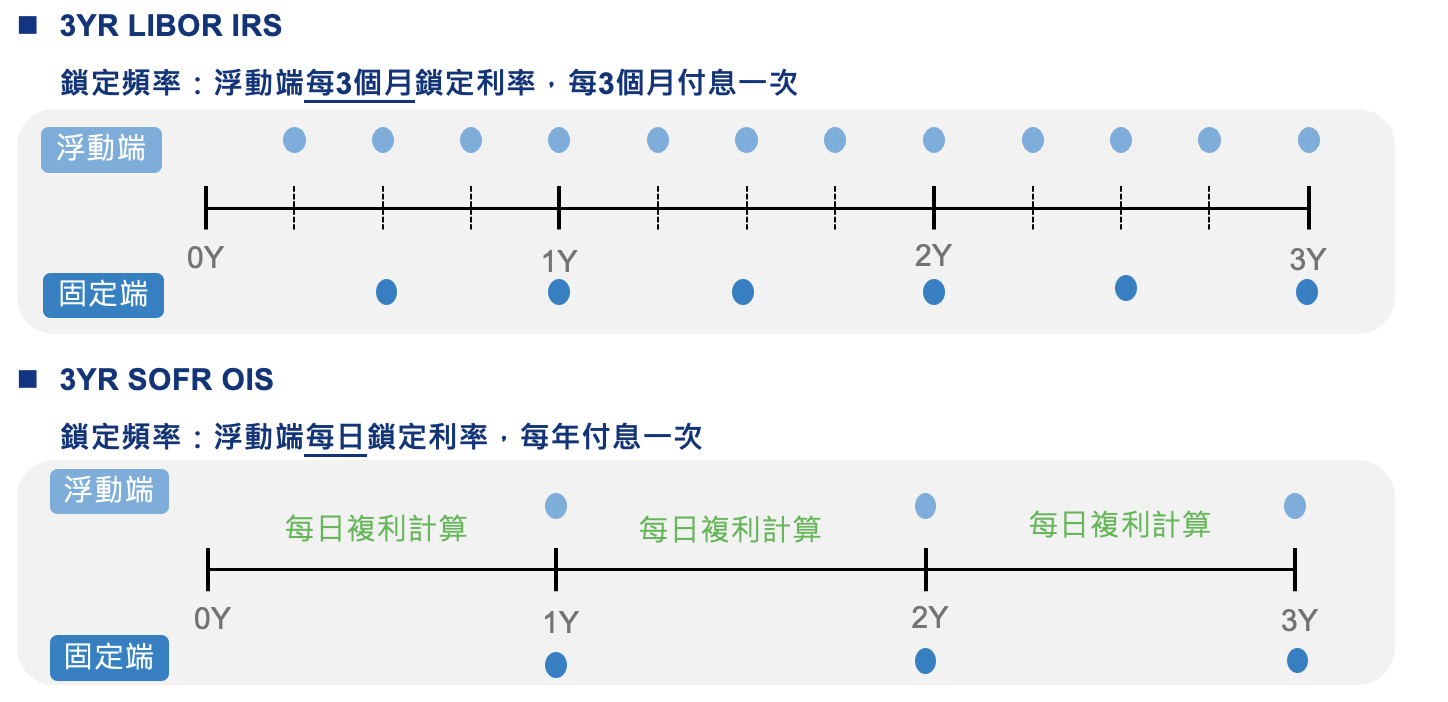 3YR LIBOR IRS
鎖定頻率：浮動端每3個月鎖定利率，每3個月付息一次
浮動端
0Y 1Y 2Y 3Y
固定端
3YR SOFR OIS
鎖定頻率：浮動端每日鎖定利率，每年付息一次
浮動端
每日複利計算 每日複利計算 每日複利計算
0Y 1Y 2Y 3Y
固定端